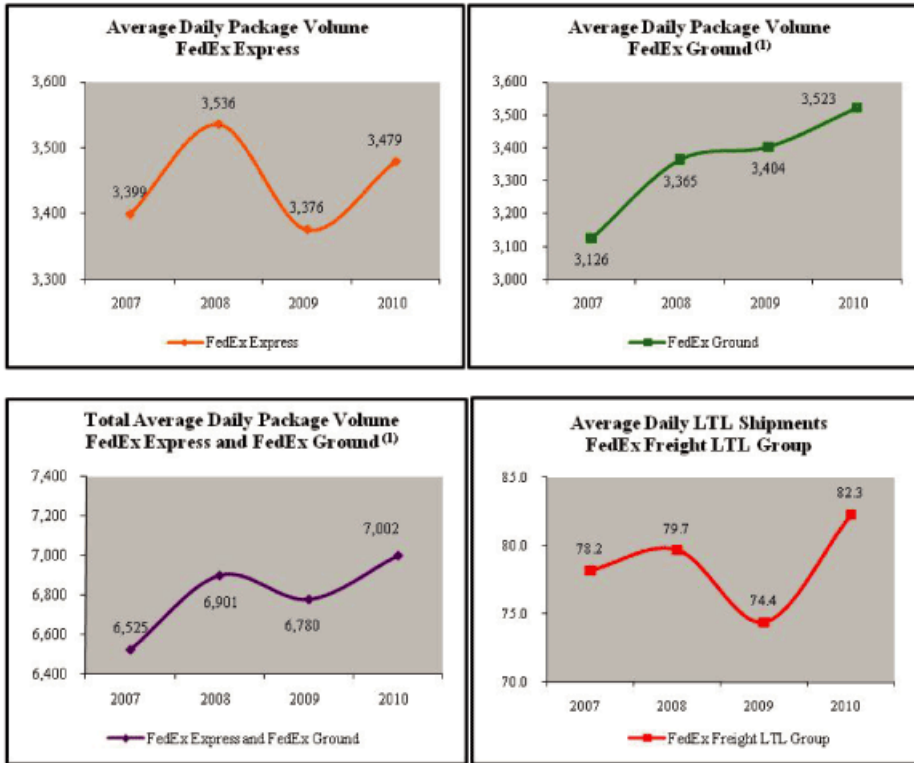 Average Daily Package Volume
FedEx Express
3,600
3,500
3,400
3,300
3,399
3,536
3,376
3,479
2007 2008 2009 2010
FedEx Express
Average Daily Package Volume
FedEx Ground (1)
3,600
3,500
3,400
3,300
3,200
3,100
3,000
3,126
3,365
3,404
3,523
2007 2008 2009 2010
FedEx Ground
Total Average Daily Package Volume
FedEx Express and FedEx Ground (1)
7,400
7,200
7,000
6,800
6,600
6,400
6,525
6,901
6,780
7,002
2007 2008 2009 2010
FedEx Express and FedEx Ground
Average Daily LTL Shipments
FedEx Freight LTL Group
85.0
80.0
75.0
70.0
78.2
79.7
74.4
82.3
2007 2008 2009 2010
FedEx Freight LTL Group